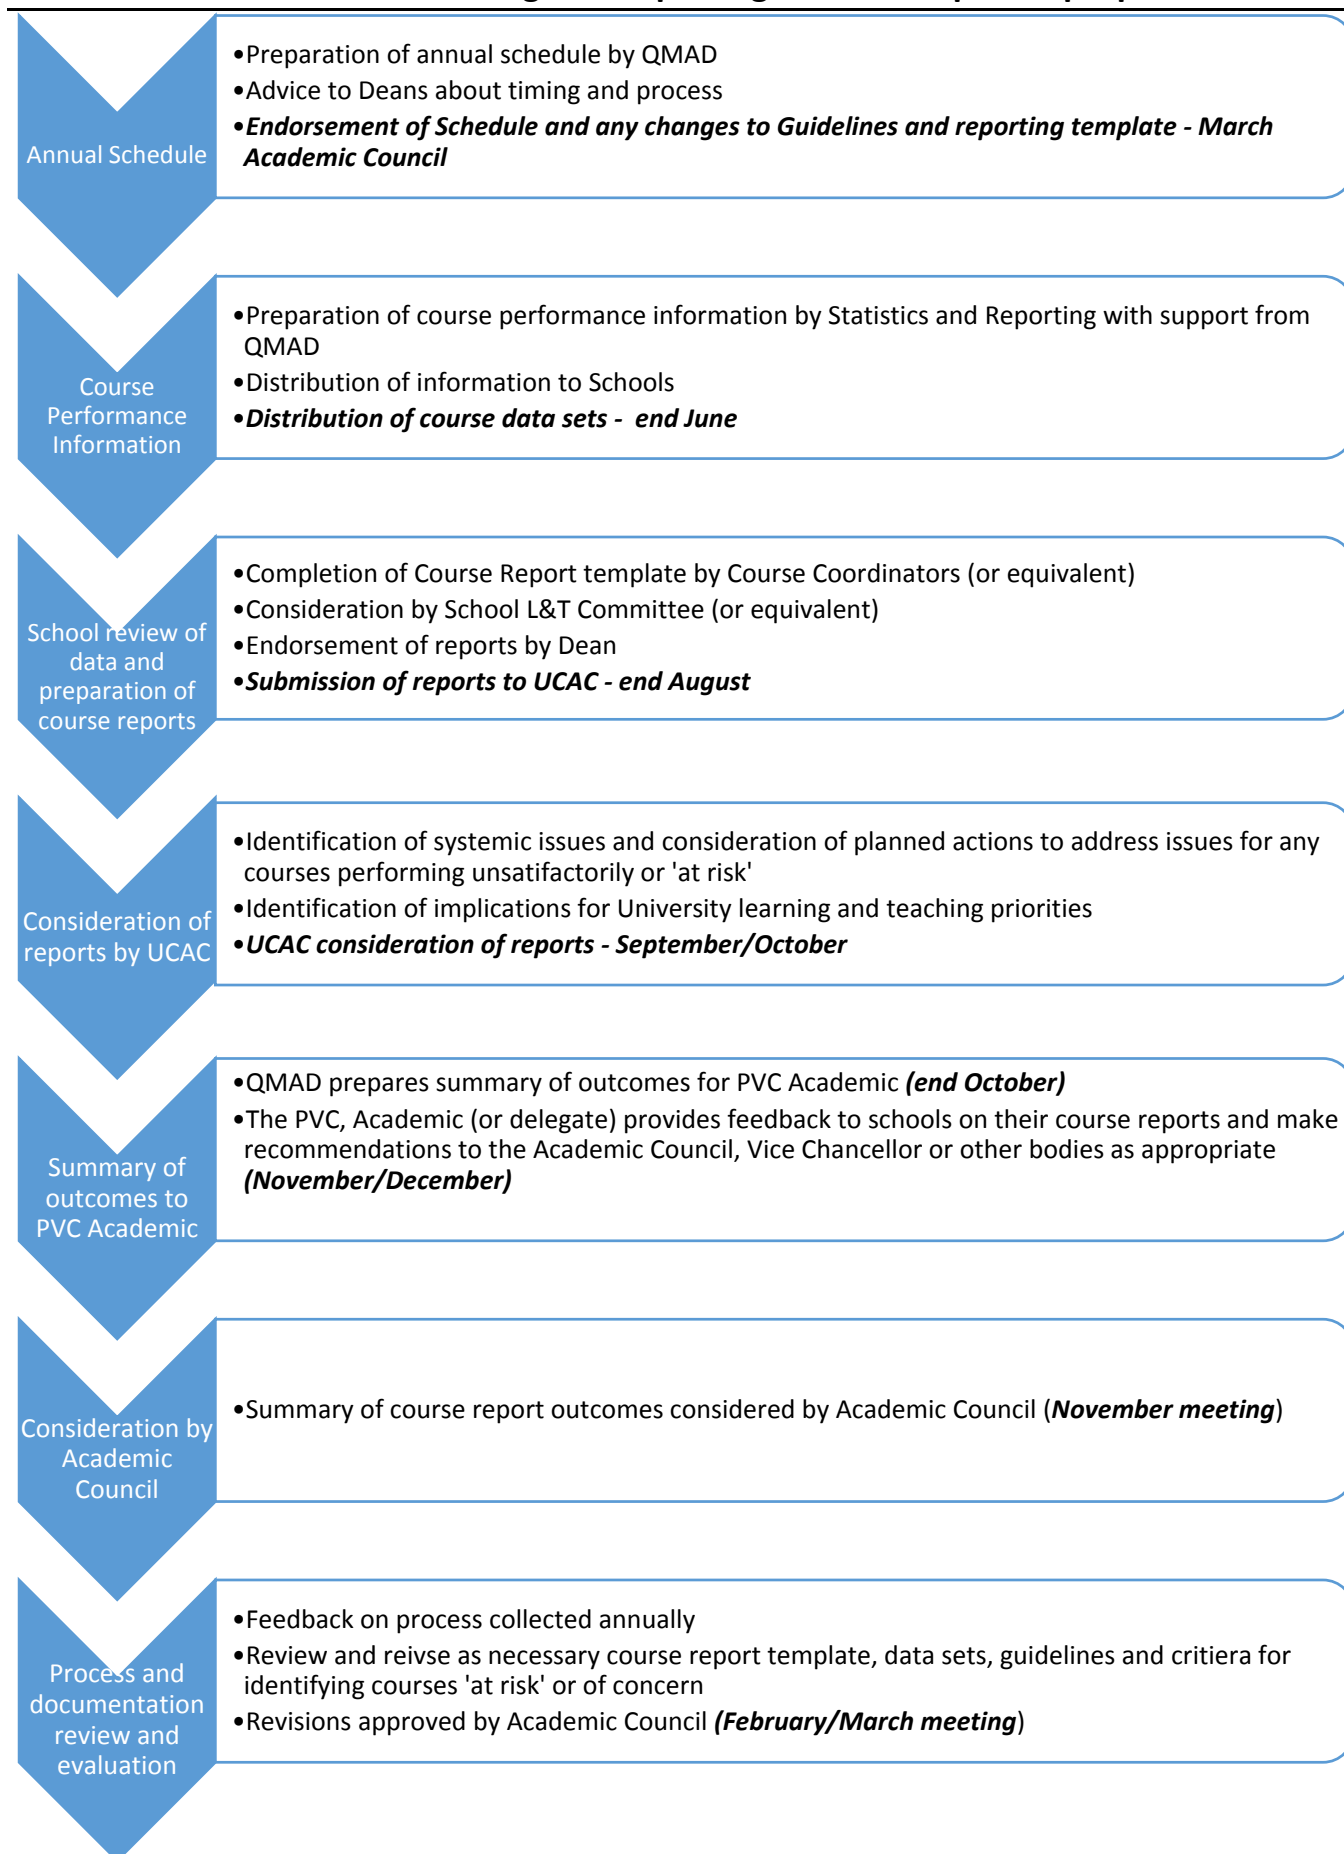 Annual Schedule
•Preparation of annual schedule by QMAD
•Advice to Deans about timing and process
•Endorsement of Schedule and any changes to Guidelines and reporting template - March
Academic Council
Course
Performance
Information
•Preparation of course performance information by Statistics and Reporting with support from
QMAD
•Distribution of information to Schools
•Distribution of course data sets - end June
School review of
data and
preparation of
course reports
•Completion of Course Report template by Course Coordinators (or equivalent)
•Consideration by School L&T Committee (or equivalent)
•Endorsement of reports by Dean
•Submission of reports to UCAC - end August
Consideration of
reports by UCAC
•Identification of systemic issues and consideration of planned actions to address issues for any
courses performing unsatifactorily or 'at risk'
•Identification of implications for University learning and teaching priorities
•UCAC consideration of reports - September/October
Summary of
outcomes to
PVC Academic
•QMAD prepares summary of outcomes for PVC Academic (end October)
•The PVC, Academic (or delegate) provides feedback to schools on their course reports and make
recommendations to the Academic Council, Vice Chancellor or other bodies as appropriate
(November/December)
Consideration by
Academic
Council
•Summary of course report outcomes considered by Academic Council (November meeting)
Process and
documentation
review and
evaluation
•Feedback on process collected annually
•Review and reivse as necessary course report template, data sets, guidelines and critiera for
identifying courses 'at risk' or of concern
•Revisions approved by Academic Council (February/March meeting)